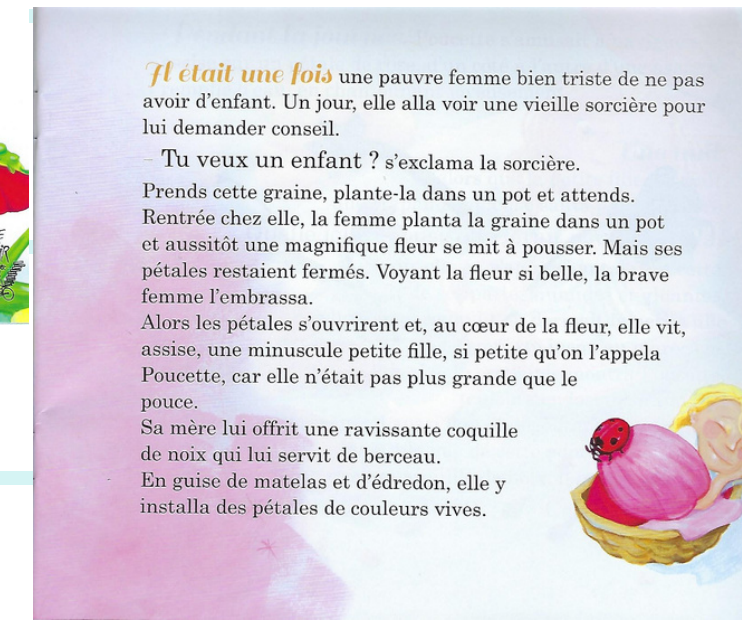 Il était une fois une pauvre femme bien triste de ne pas
avoir d'enfant. Un jour, elle alla voir une vieille sorcière pour
lui demander conseil.
– Tu veux un enfant ? s'exclama la sorcière.
Prends cette graine, plante-la dans un pot et attends.
Rentrée chez elle, la femme planta la graine dans un pot
et aussitôt une magnifique fleur se mit à pousser. Mais ses
pétales restaient fermés. Voyant la fleur si belle, la brave
femme l'embrassa.
Alors les pétales s'ouvrirent et, au cœur de la fleur, elle vit,
assise, une minuscule petite fille, si petite qu'on l'appela
Poucette, car elle n'était pas plus grande que le
pouce.
Sa mère lui offrit une ravissante coquille
de noix qui lui servit de berceau.
En guise de matelas et d'édredon, elle y
installa des pétales de couleurs vives.